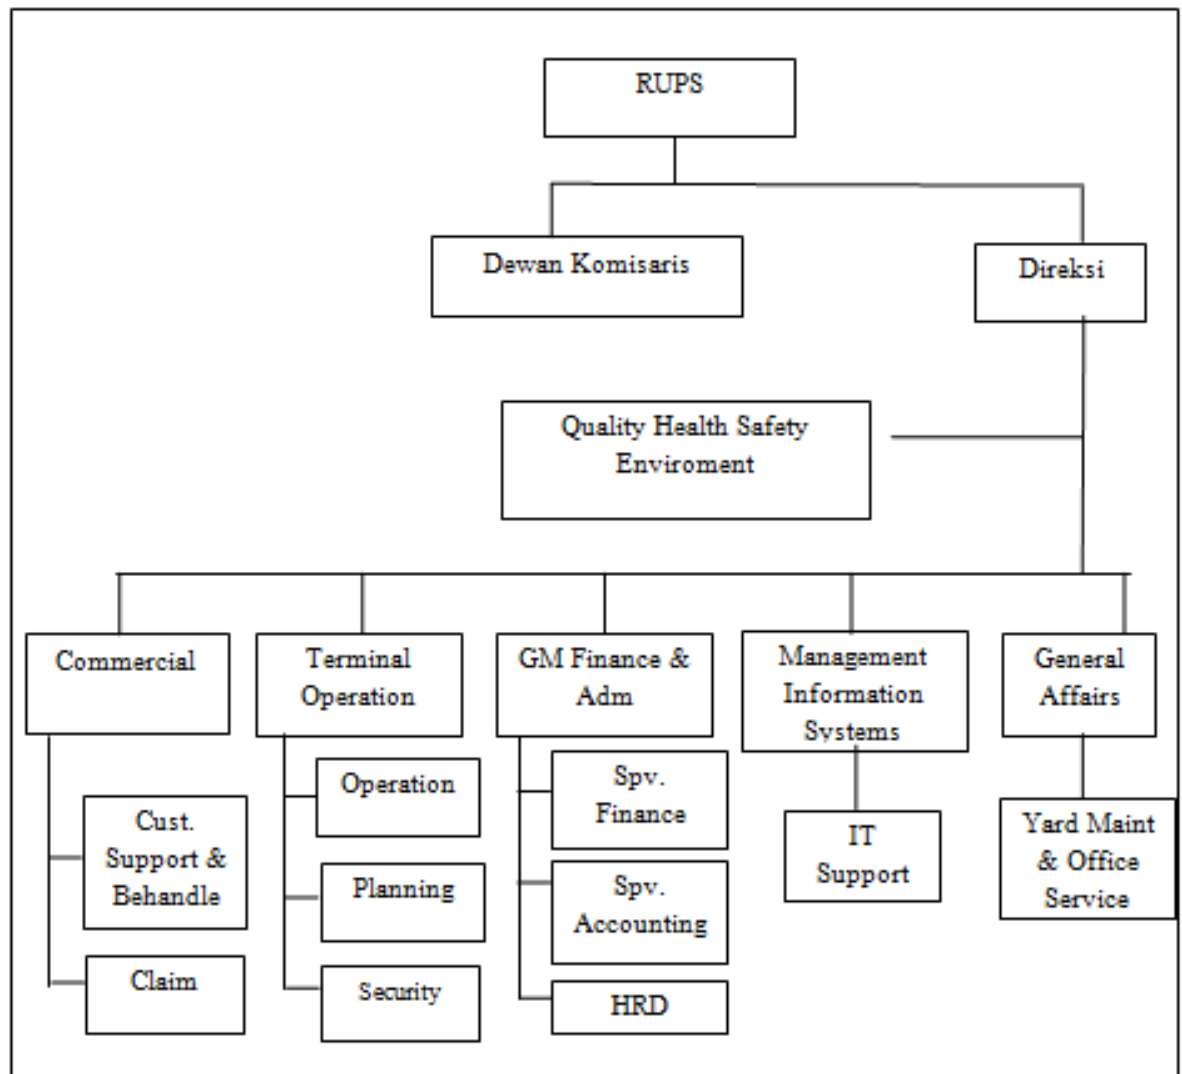 RUPS
Dewan Komisaris
Direksi
Quality Health Safety
Enviroment
Commercial
Terminal
Operation
GM Finance &
Adm
Management
Information
Systems
General
Affairs
Cust.
Support &
Behandle
Claim
Operation
Planning
Security
Spv.
Finance
Spv.
Accounting
HRD
IT
Support
Yard Maint
& Office
Service